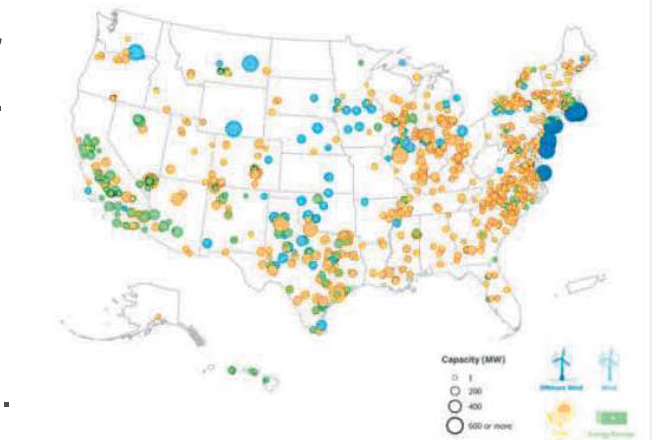 Capacity (MW)
1
200
400
600 or more
Offshore Wind
Wind
Energy Storage